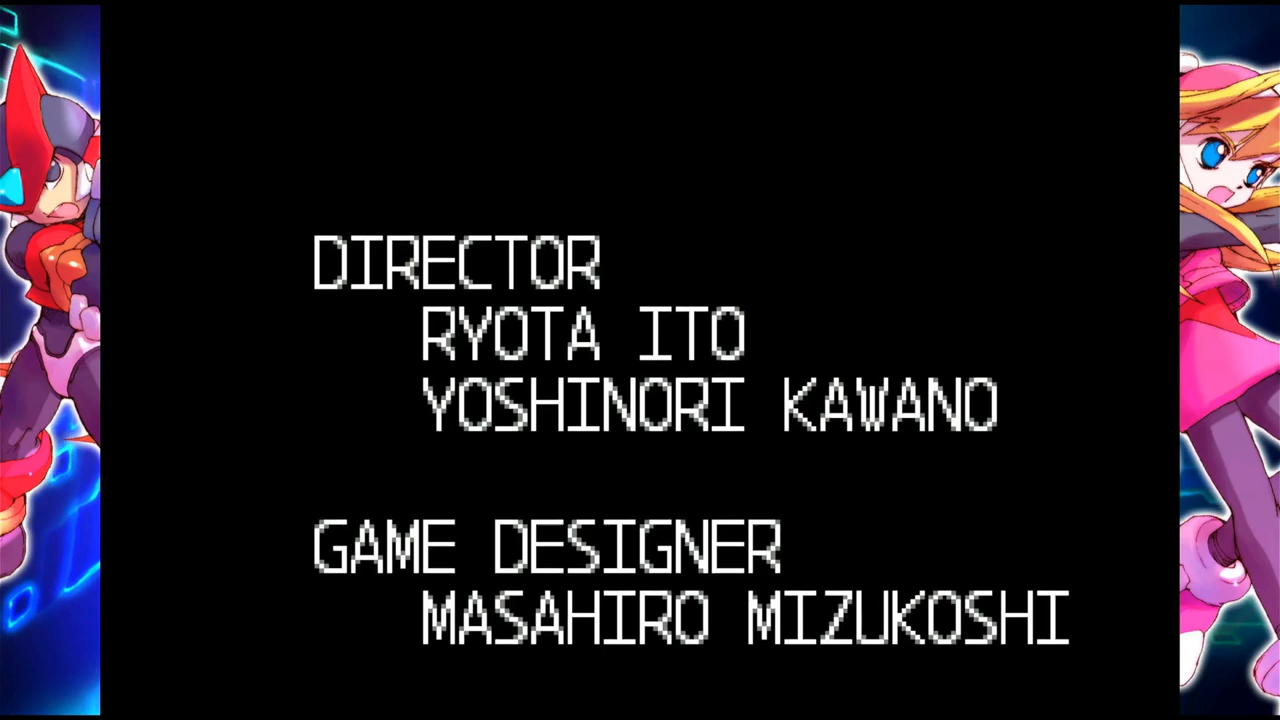 DIRECTOR
RYOTA ITO
YOSHINORI KAWANO
GAME DESIGNER
MASAHIRO MIZUKOSHI